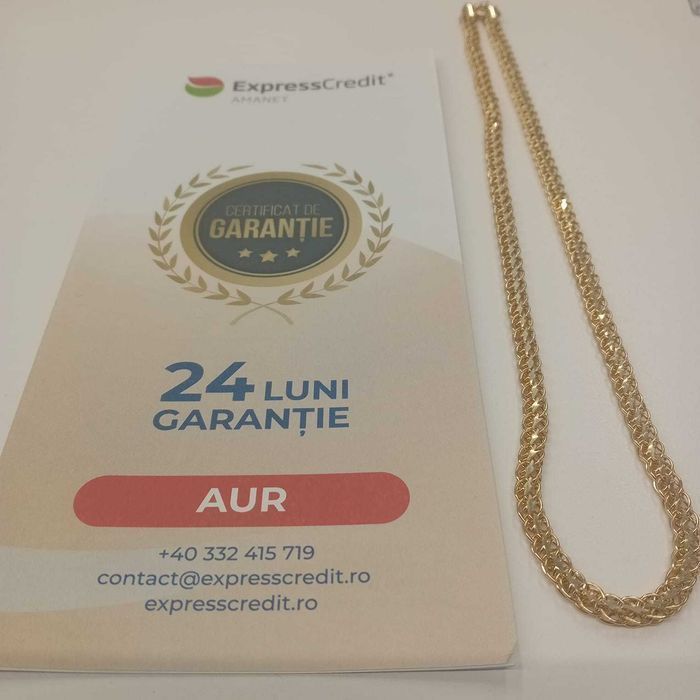 ExpressCredit®
AMANET
CERTIFICAT DE
GARANȚIE
24 LUNI
GARANȚIE
AUR
+40 332 415 719
contact@expresscredit.ro
expresscredit.ro